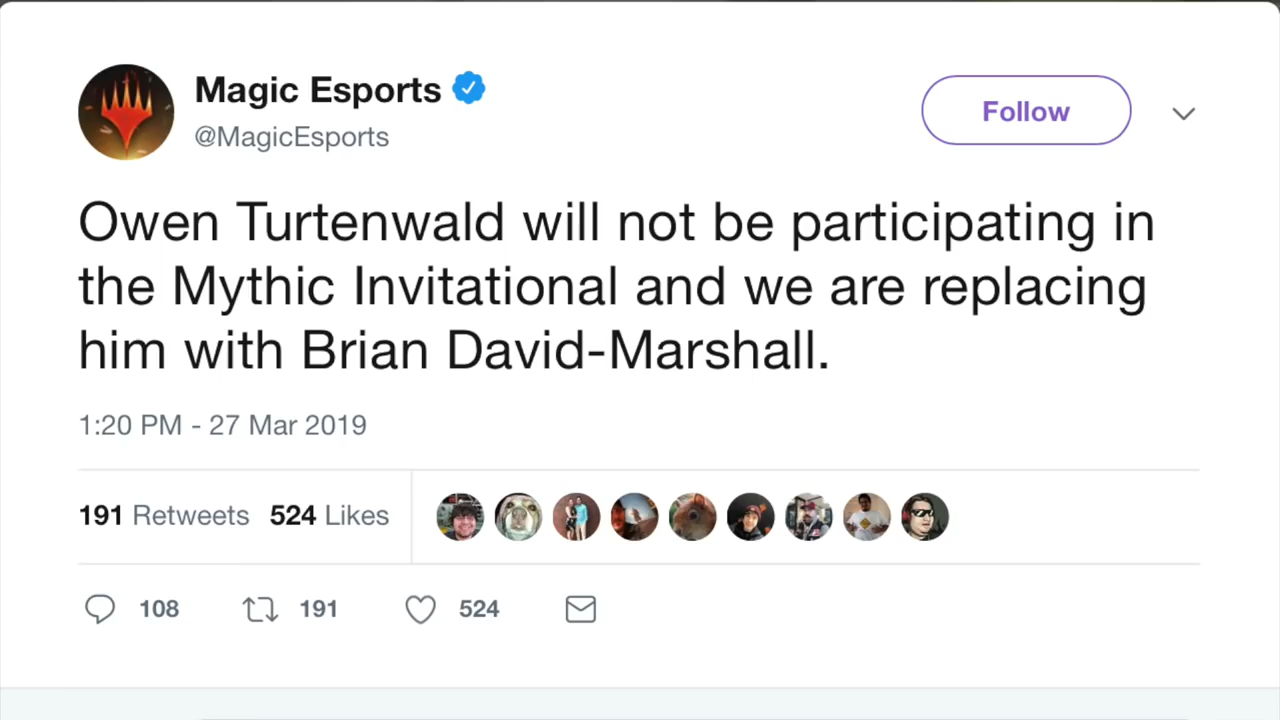 Magic Esports
@MagicEsports
Follow
Owen Turtenwald will not be participating in
the Mythic Invitational and we are replacing
him with Brian David-Marshall.
1:20 PM - 27 Mar 2019
191 Retweets 524 Likes
108 191 524